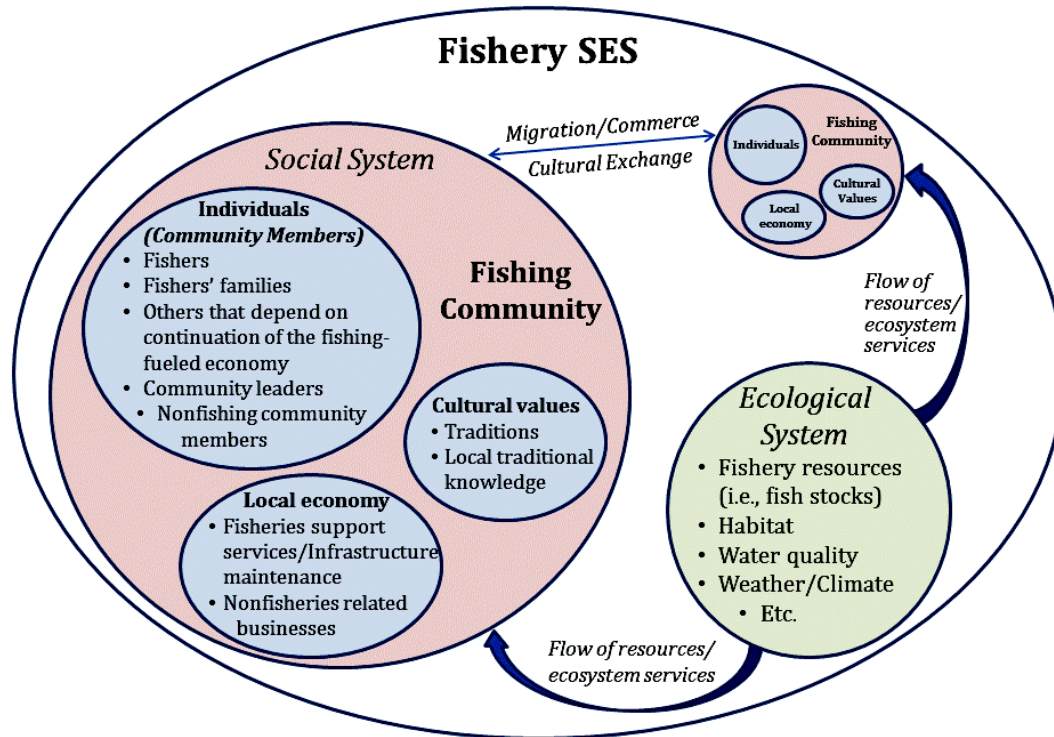 Fishery SES
Social System
Individuals
(Community Members)
• Fishers
• Fishers' families
• Others that depend on
continuation of the fishing-
fueled economy
• Community leaders
• Nonfishing community
members
Fishing
Community
Cultural values
• Traditions
• Local traditional
knowledge
Local economy
• Fisheries support
services/Infrastructure
maintenance
• Nonfisheries related
businesses
Migration/Commerce
Cultural Exchange
Fishing
Community
Individuals
Cultural
Values
Local
economy
Flow of
resources/
ecosystem
services
Ecological
System
• Fishery resources
(i.e., fish stocks)
• Habitat
• Water quality
• Weather/Climate
• Etc.
Flow of resources/
ecosystem services